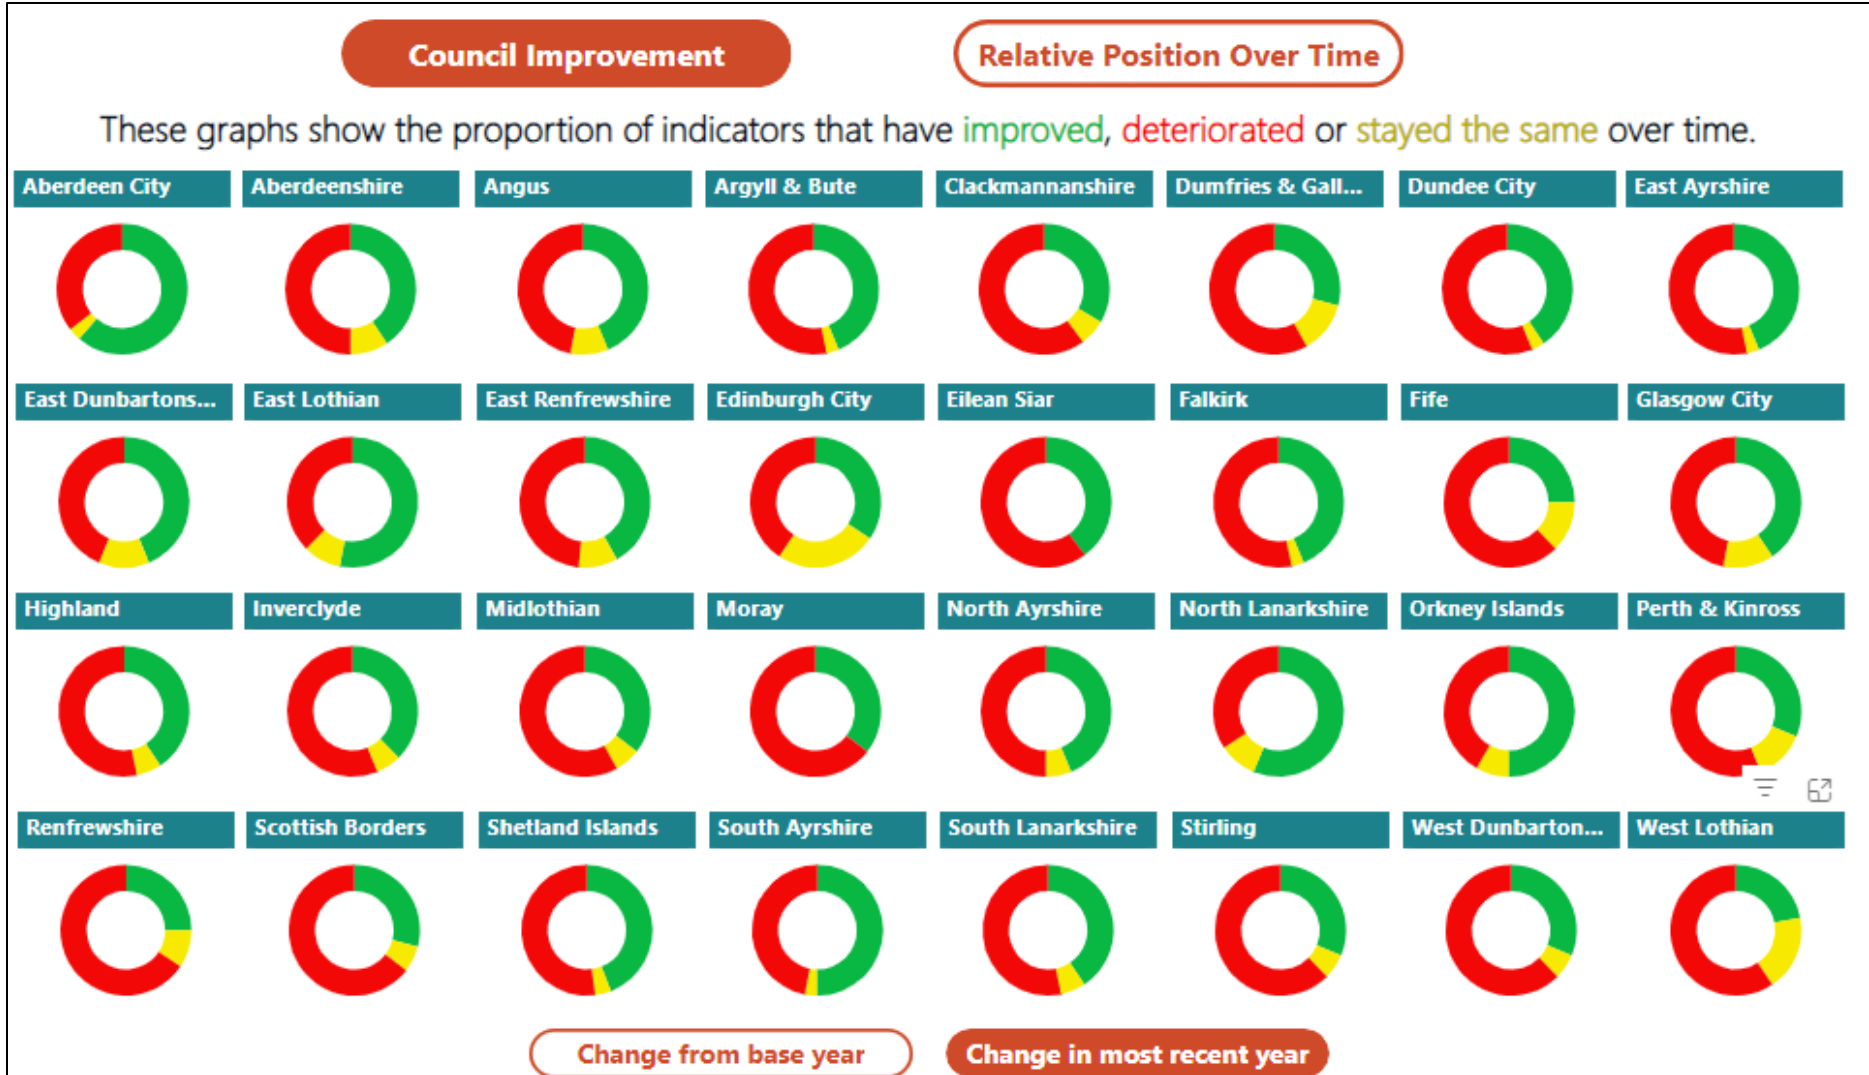 Council Improvement
Relative Position Over Time
These graphs show the proportion of indicators that have improved, deteriorated or stayed the same over time.
Aberdeen City
Aberdeenshire
Angus
Argyll & Bute
Clackmannanshire
Dumfries & Gall...
Dundee City
East Ayrshire
East Dunbartons...
East Lothian
East Renfrewshire
Edinburgh City
Eilean Siar
Falkirk
Fife
Glasgow City
Highland
Inverclyde
Midlothian
Moray
North Ayrshire
North Lanarkshire
Orkney Islands
Perth & Kinross
Renfrewshire
Scottish Borders
Shetland Islands
South Ayrshire
South Lanarkshire
Stirling
West Dunbarton...
West Lothian
Change from base year
Change in most recent year